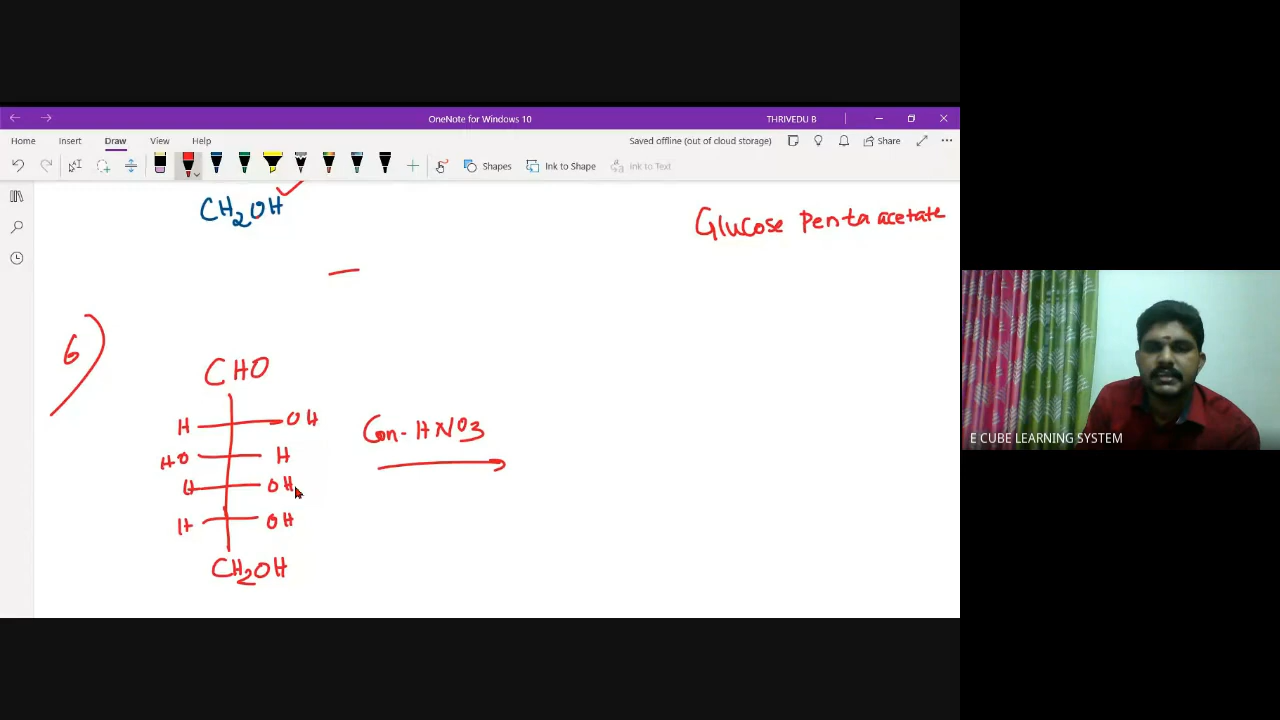 OneNote for Windows 10
THRIVEDU B
Home
Insert
Draw
View
Help
Saved offline (out of cloud storage)
Share
Shapes
Ink to Shape
Ink to Text
CH2OH
Glucose penta acetate
6)
CHO
H OH
HO H
H OH
H OH
CH2OH
Con- HNO3
E CUBE LEARNING SYSTEM